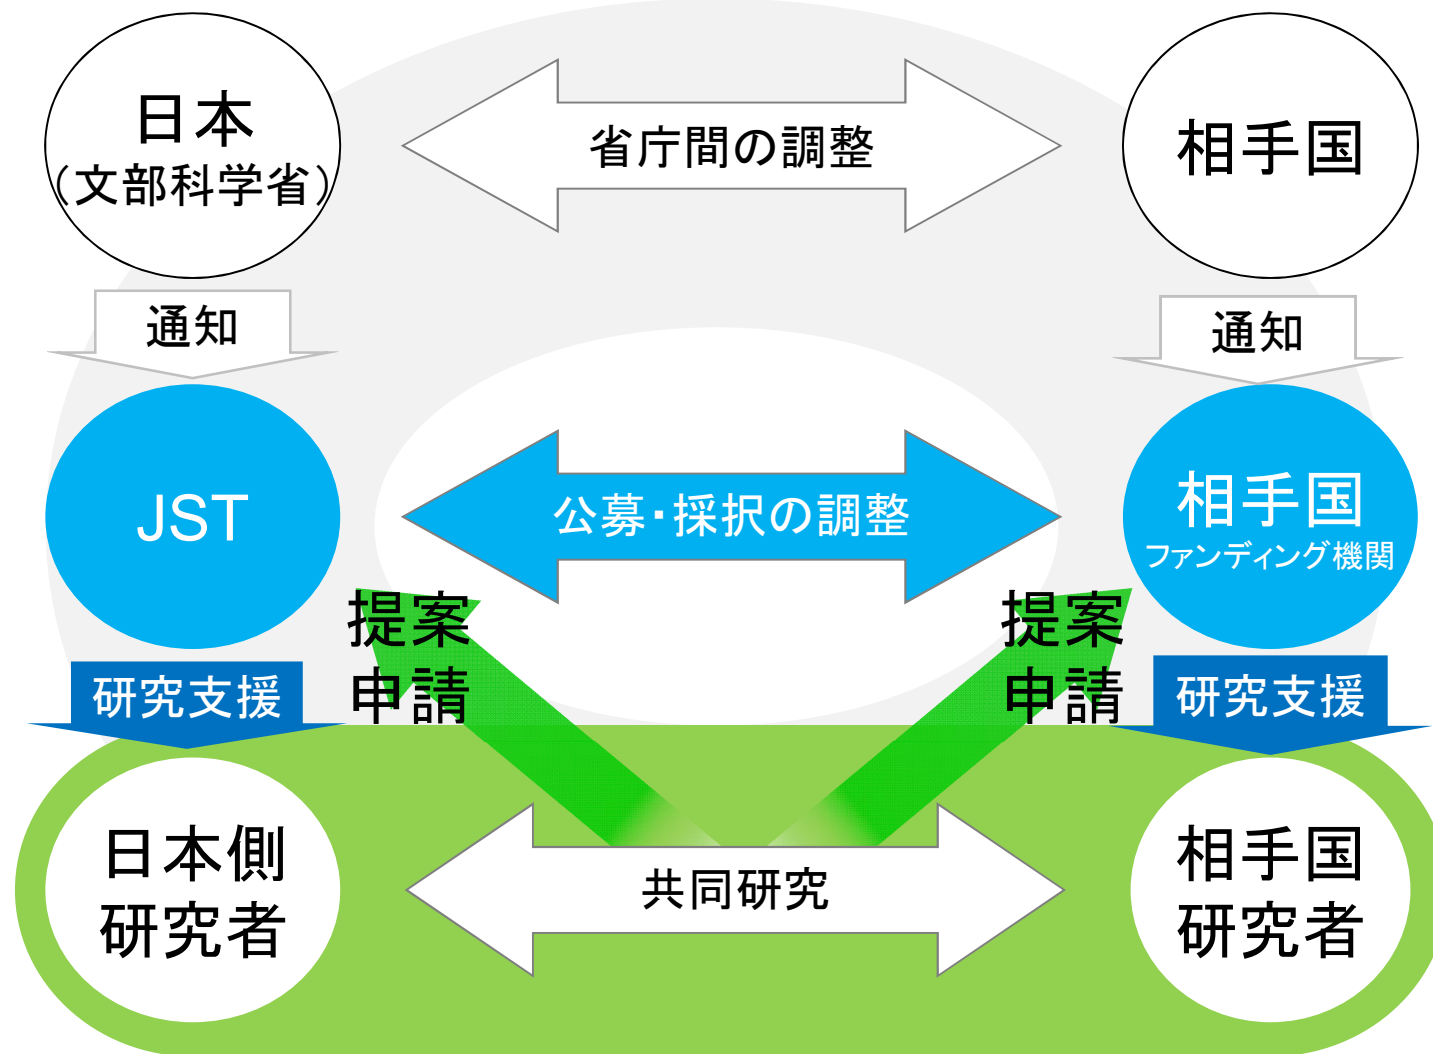 日本
（文部科学省）
省庁間の調整
相手国
通知
通知
JST
公募・採択の調整
相手国
ファンディング機関
提案
申請
提案
申請
研究支援
研究支援
日本側
研究者
共同研究
相手国
研究者